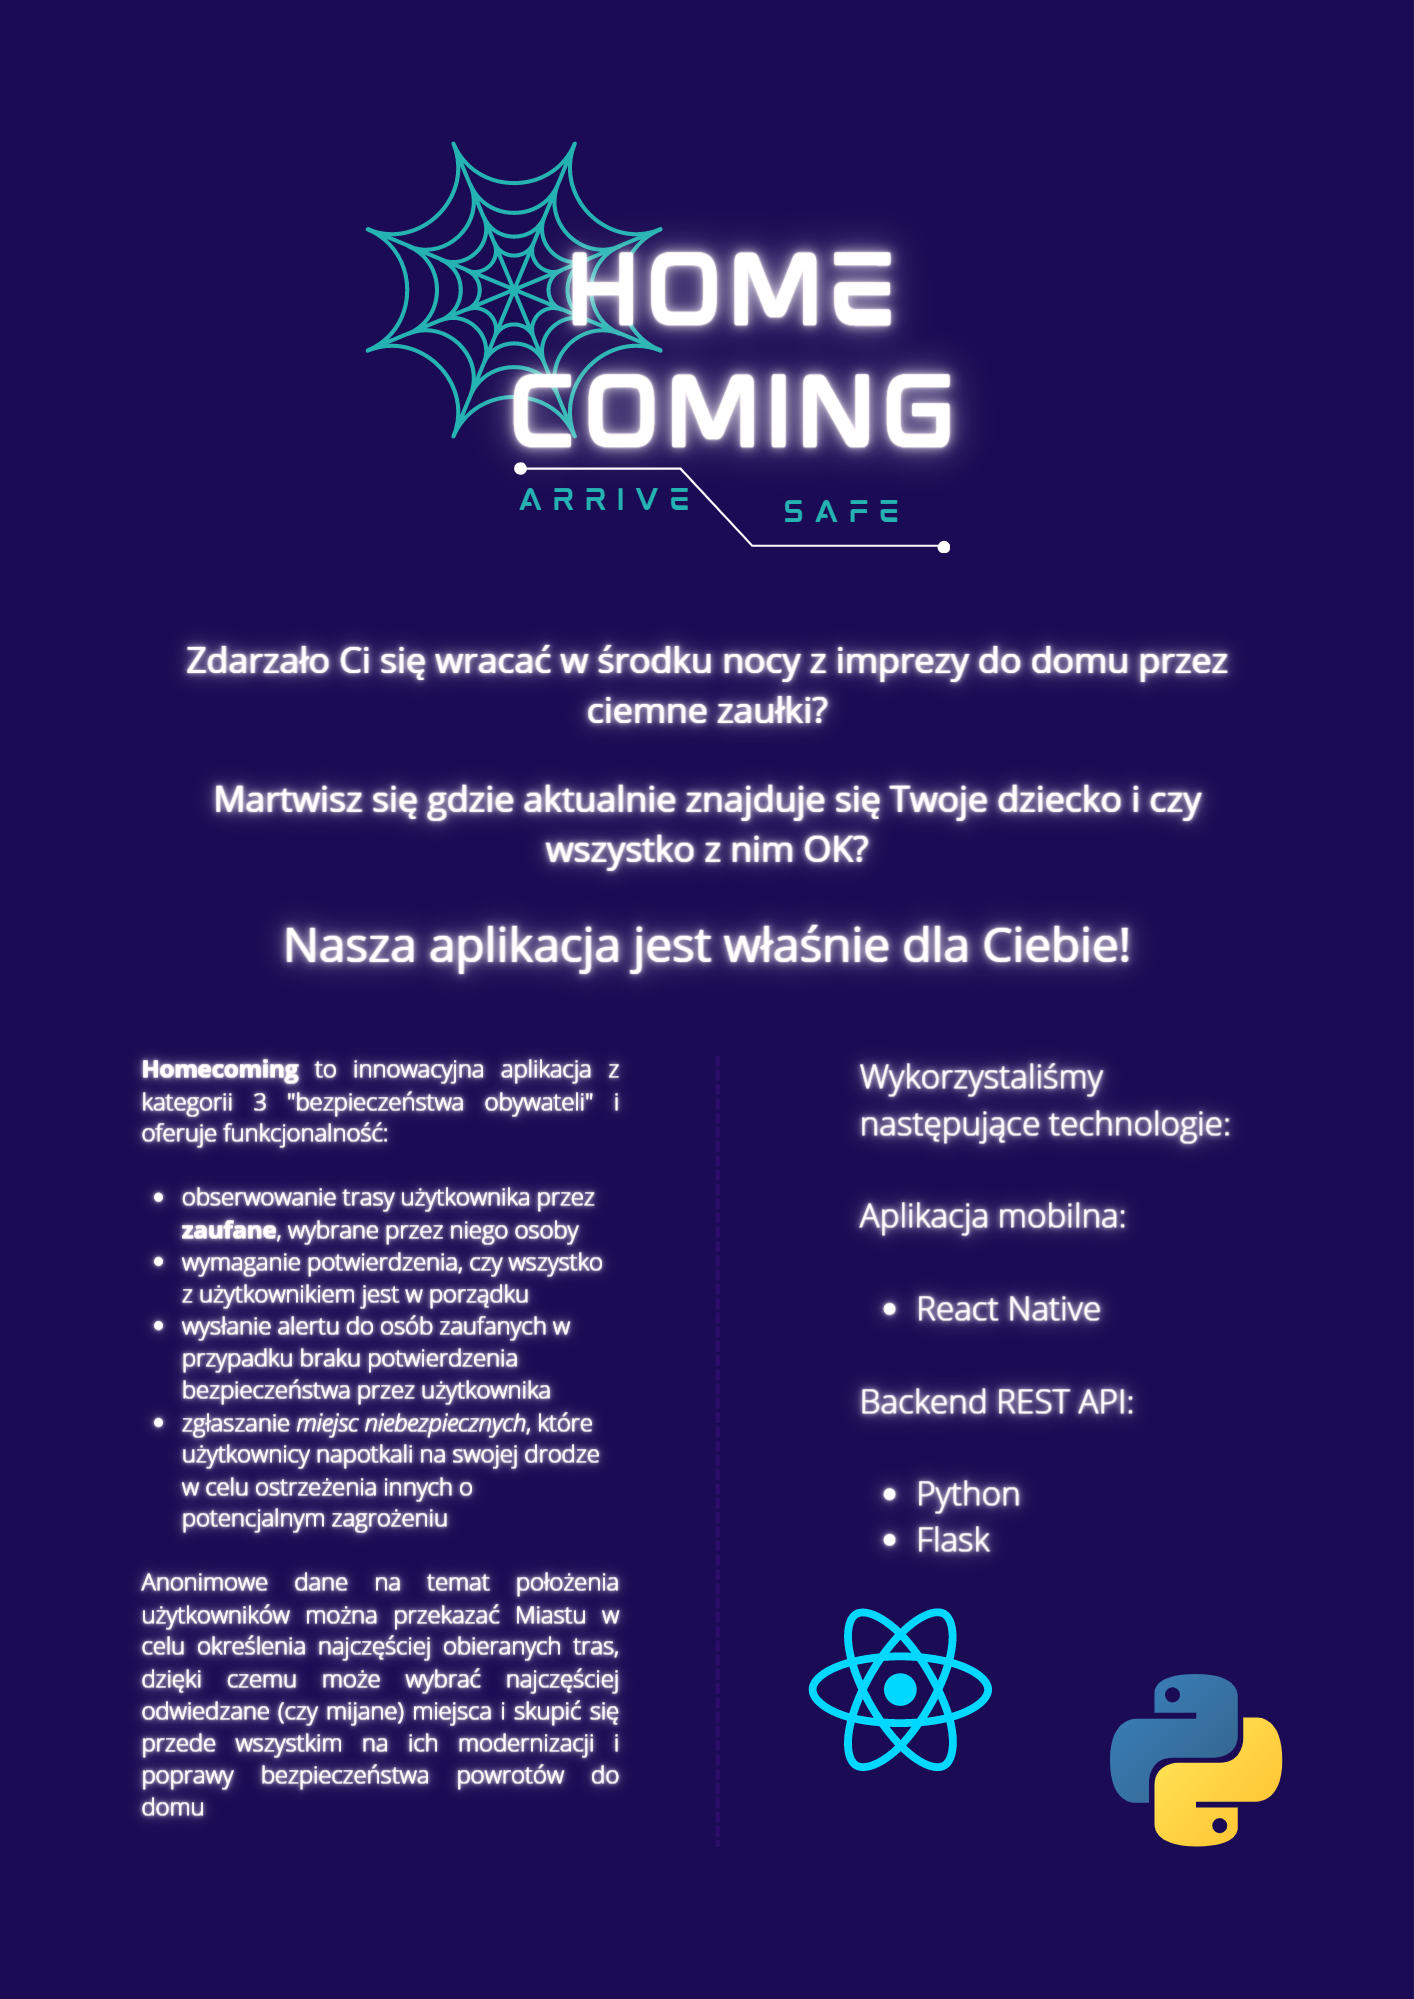 HOME
COMING
ARRIVE SAFE
Zdarzało Ci się wracać w środku nocy z imprezy do domu przez
ciemne zaułki?
Martwisz się gdzie aktualnie znajduje się Twoje dziecko i czy
wszystko z nim OK?
Nasza aplikacja jest właśnie dla Ciebie!
Homecoming to innowacyjna aplikacja z
kategorii 3 "bezpieczeństwa obywateli" i
oferuje funkcjonalność:
• obserwowanie trasy użytkownika przez
zaufane, wybrane przez niego osoby
• wymaganie potwierdzenia, czy wszystko
z użytkownikiem jest w porządku
• wysłanie alertu do osób zaufanych w
przypadku braku potwierdzenia
bezpieczeństwa przez użytkownika
• zgłaszanie miejsc niebezpiecznych, które
użytkownicy napotkali na swojej drodze
w celu ostrzeżenia innych o
potencjalnym zagrożeniu
Anonimowe dane na temat położenia
użytkowników można przekazać Miastu w
celu określenia najczęściej obieranych tras,
dzięki czemu może wybrać najczęściej
odwiedzane (czy mijane) miejsca i skupić się
przede wszystkim na ich modernizacji i
poprawy bezpieczeństwa powrotów do
domu
Wykorzystaliśmy
następujące technologie:
Aplikacja mobilna:
• React Native
Backend REST API:
• Python
• Flask